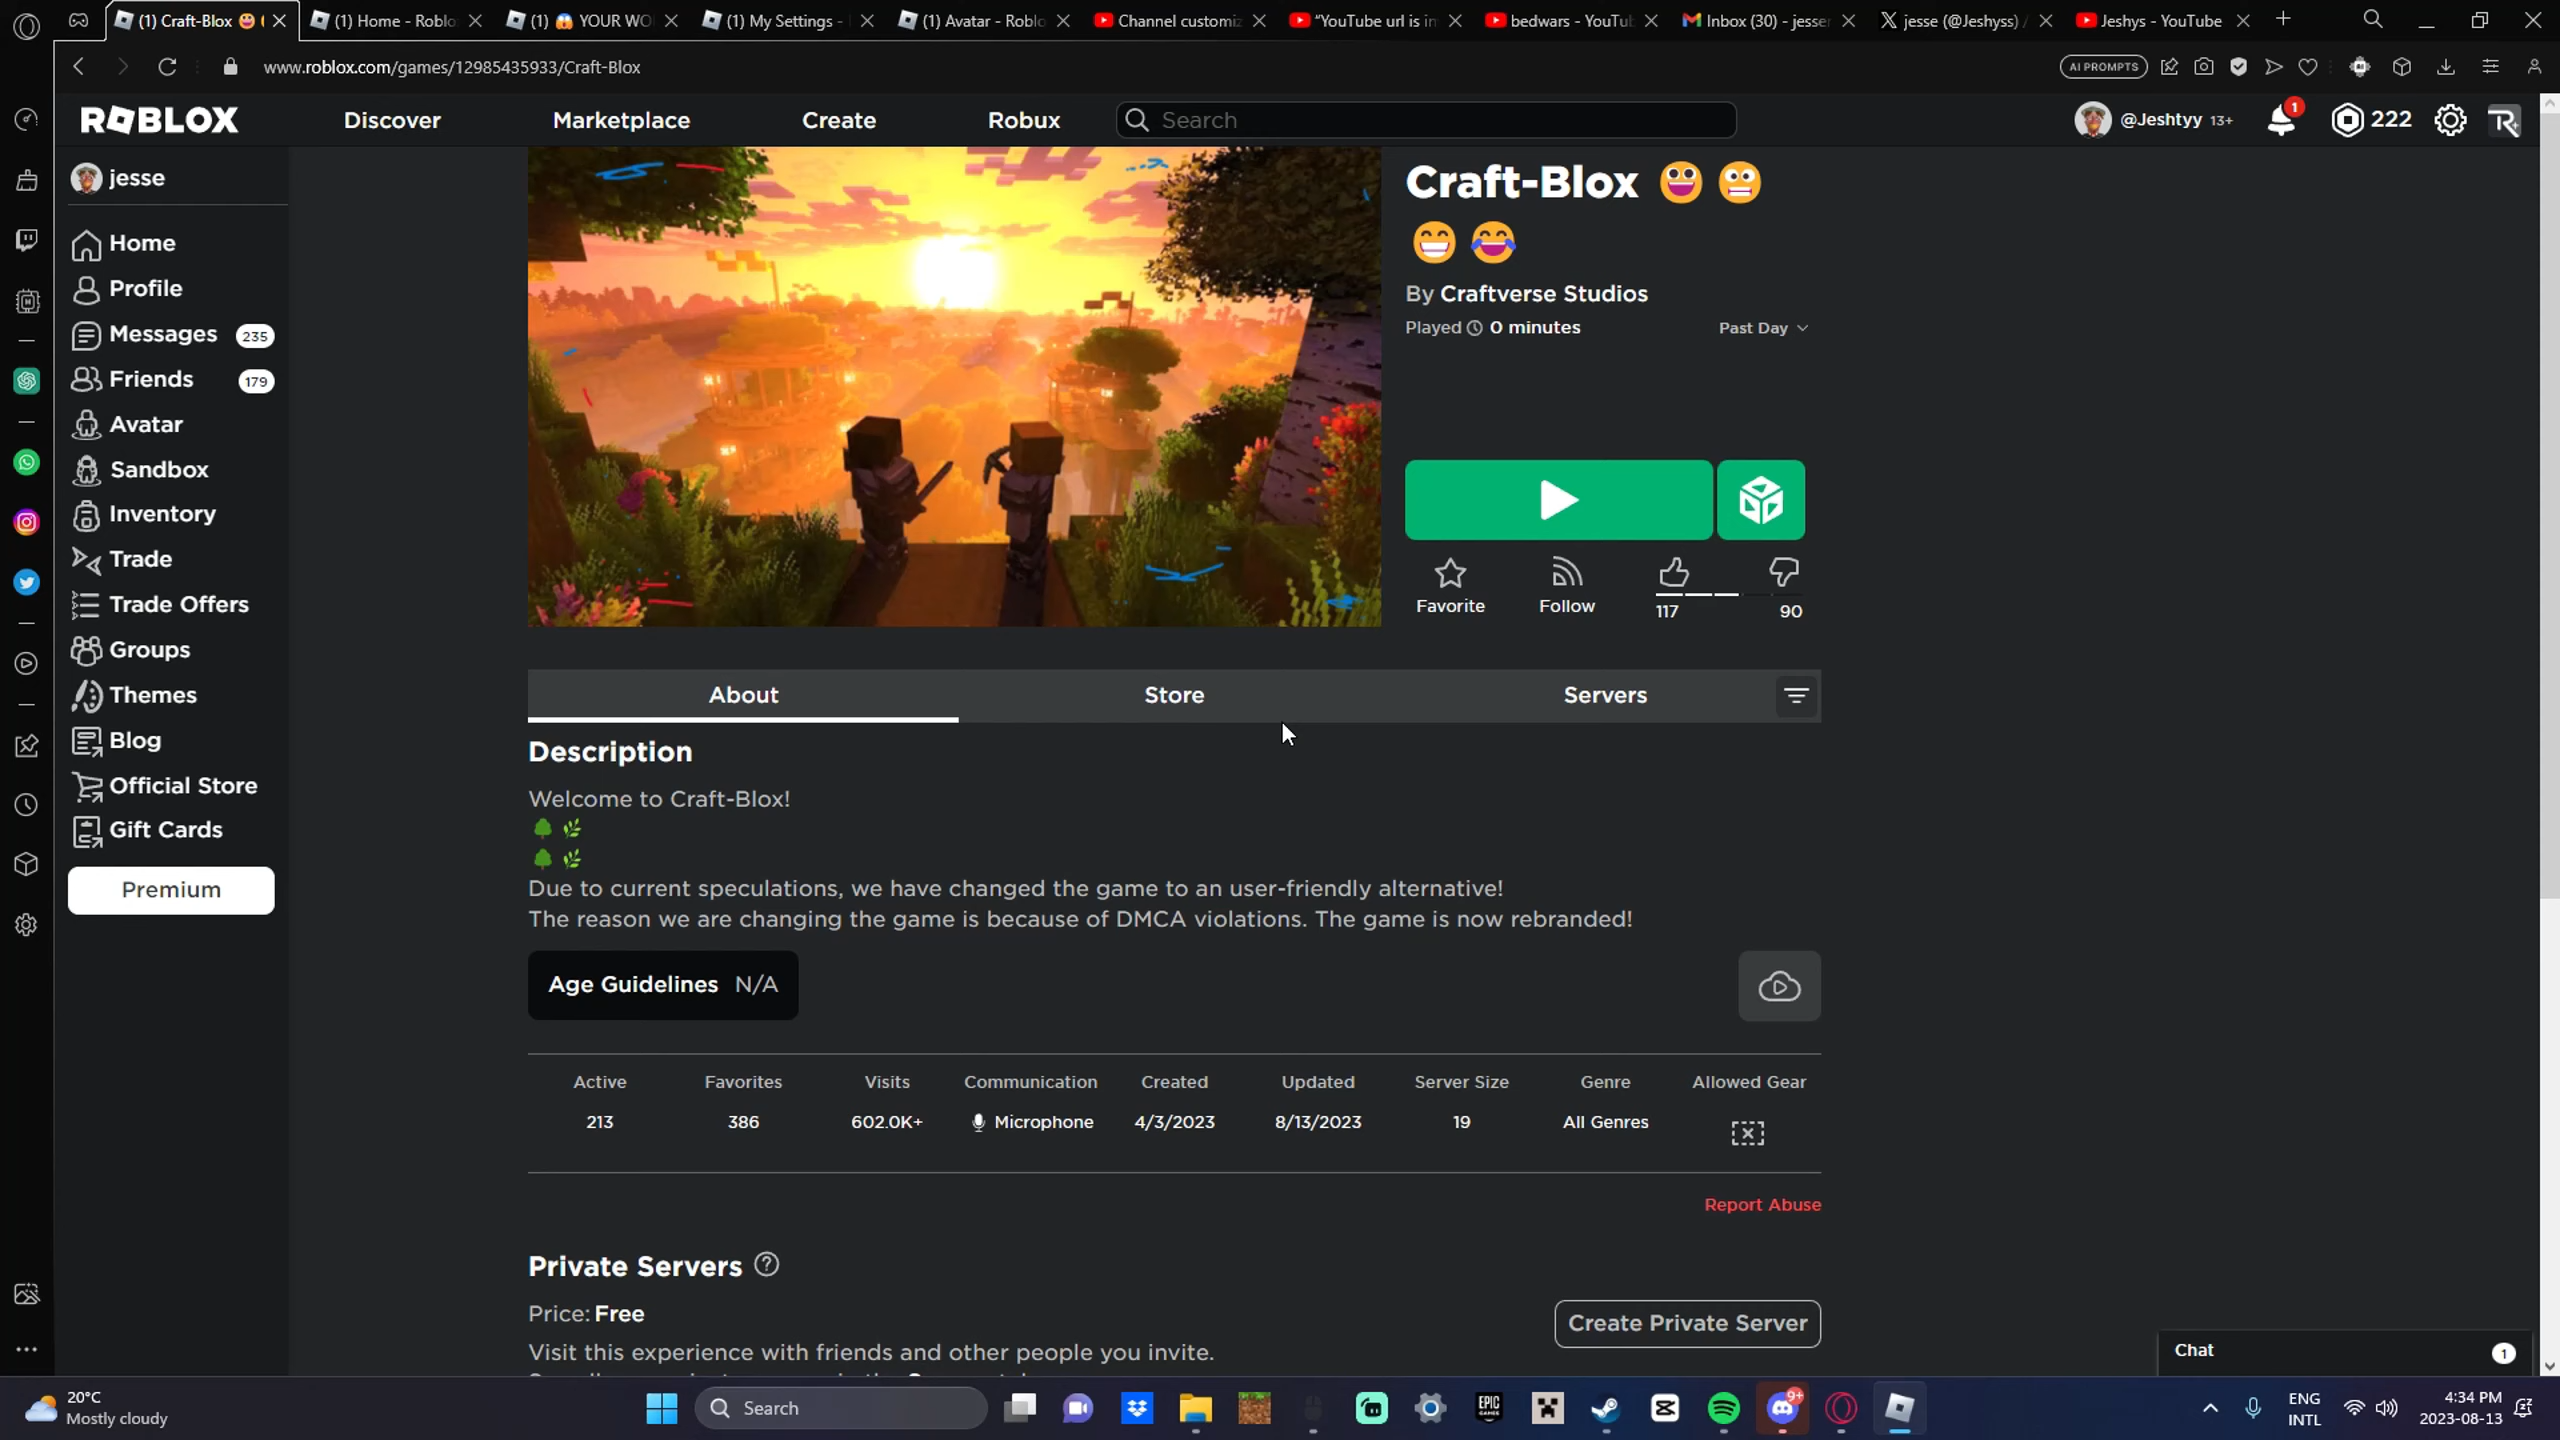 (1) Craft-Blox 😃
(1) Home - Roblo
(1) 😱 YOUR WO
(1) My Settings -
(1) Avatar - Roblo
Channel customiz
"YouTube url is in
bedwars - YouTub
Inbox (30) - jesser
jesse (@Jeshyss) /
Jeshys - YouTube
www.roblox.com/games/12985435933/Craft-Blox
AI PROMPTS
ROBLOX
Discover
Marketplace
Create
Robux
Search
@Jeshtyy 13+
1
222
jesse
Home
Profile
Messages 235
Friends 179
Avatar
Sandbox
Inventory
Trade
Trade Offers
Groups
Themes
Blog
Official Store
Gift Cards
Premium
Craft-Blox 😃 😬
😁 😂
By Craftverse Studios
Played 0 minutes
Past Day
Favorite
Follow
117
90
About
Store
Servers
Description
Welcome to Craft-Blox!
🌳 🌿
🌳 🌿
Due to current speculations, we have changed the game to an user-friendly alternative!
The reason we are changing the game is because of DMCA violations. The game is now rebranded!
Age Guidelines N/A
Active Favorites Visits Communication Created Updated Server Size Genre Allowed Gear
213 386 602.0K+ Microphone 4/3/2023 8/13/2023 19 All Genres
Report Abuse
Private Servers
Price: Free
Create Private Server
Visit this experience with friends and other people you invite.
Chat 1
20°C
Mostly cloudy
Search
EPIC
GAMES
9+
ENG
INTL
4:34 PM
2023-08-13